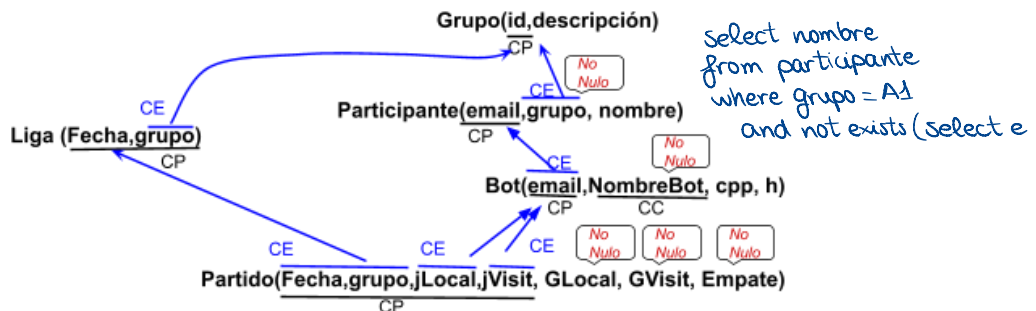 Grupo(id,descripción)
CP
No
Nulo
CE
CE
Participante(email,grupo, nombre)
CP
Liga (Fecha,grupo)
CP
No
Nulo
CE
Bot(email,NombreBot, cpp, h)
CP
CC
CE
CE
CE
No
Nulo
No
Nulo
No
Nulo
Partido(Fecha,grupo,jLocal,jVisit, GLocal, GVisit, Empate)
CP
select nombre
from participante
where grupo = A1
and not exists (select e